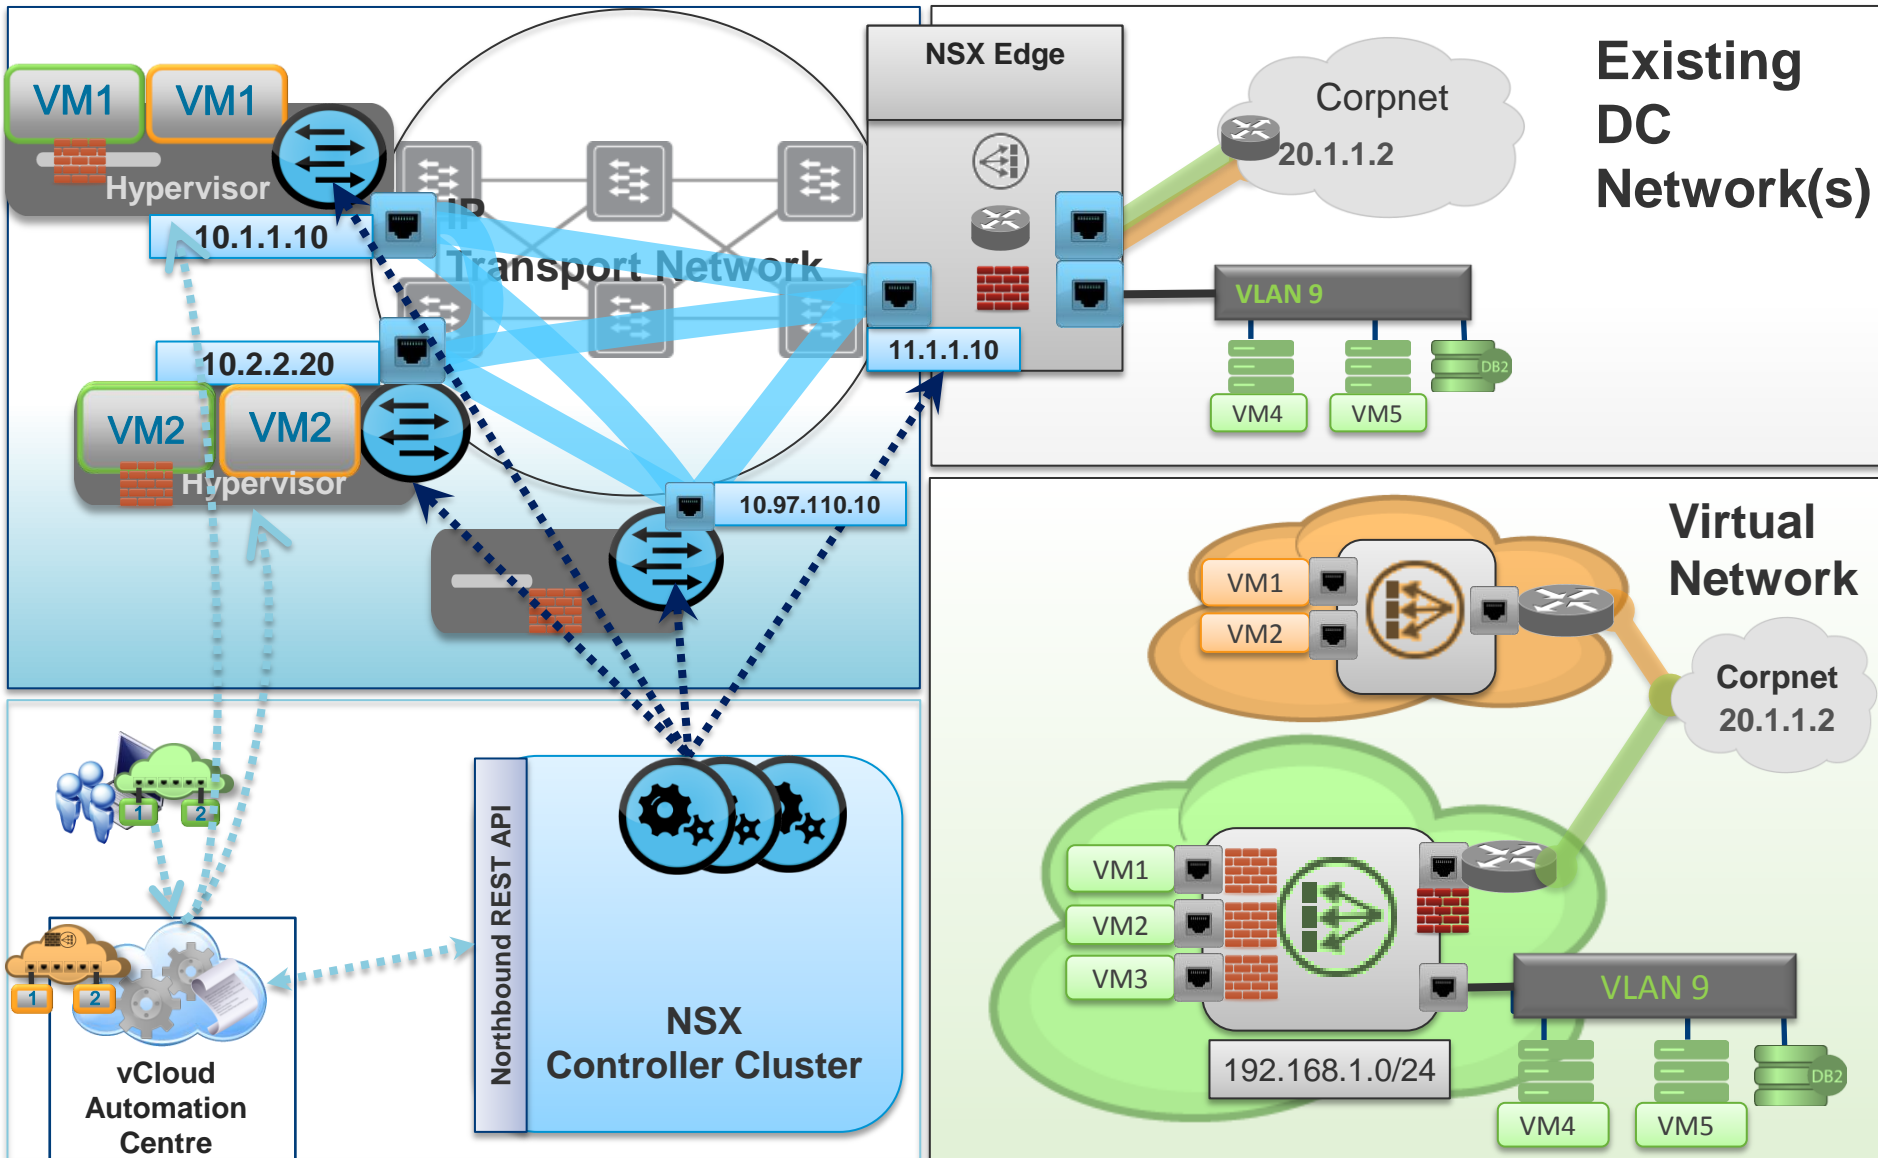 VM1
VM1
Hypervisor
10.1.1.10
IP
Transport Network
10.2.2.20
VM2
VM2
Hypervisor
10.97.110.10
NSX Edge
11.1.1.10
Corpnet
20.1.1.2
Existing
DC
Network(s)
VLAN 9
DB2
VM4
VM5
1
2
1
2
vCloud
Automation
Centre
Northbound REST API
NSX
Controller Cluster
Virtual
Network
VM1
VM2
Corpnet
20.1.1.2
VM1
VM2
VM3
192.168.1.0/24
VLAN 9
DB2
VM4
VM5